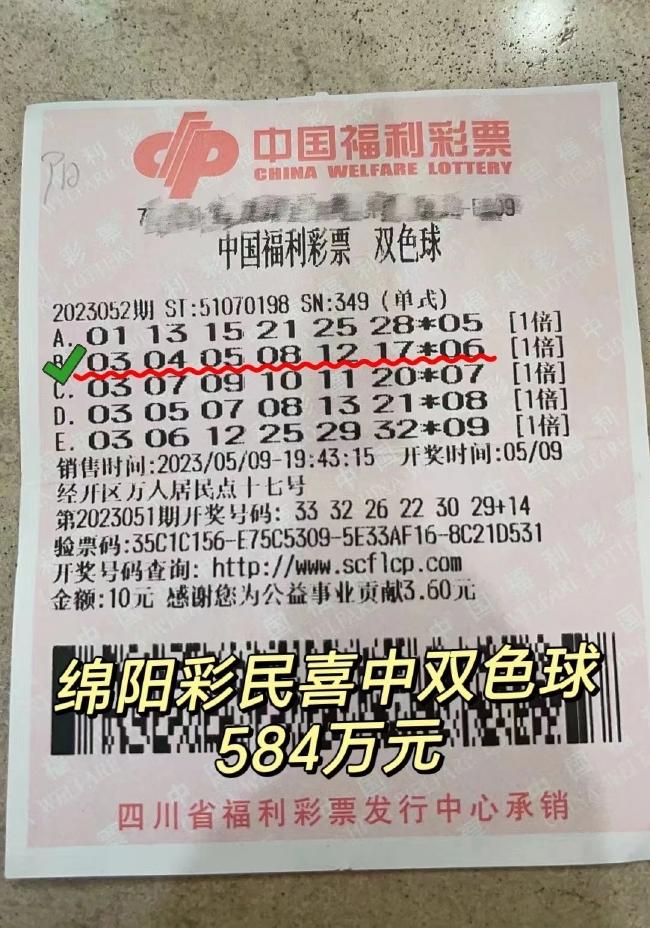 中国福利彩票
CHINA WELFARE LOTTERY
中国福利彩票 双色球
2023052期 ST:51070198 SN:349 (单式)
A. 01 13 15 21 25 28*05 [1倍]
B. 03 04 05 08 12 17*06 [1倍]
C. 03 07 09 10 11 20*07 [1倍]
D. 03 05 07 08 13 21*08 [1倍]
E. 03 06 12 25 29 32*09 [1倍]
销售时间:2023/05/09-19:43:15 开奖时间:05/09
经开区万人居民点十七号
第2023051期开奖号码: 33 32 26 22 30 29+14
验票码:35C1C156-E75C5309-5E33AF16-8C21D531
开奖号码查询: http://www.scflcp.com
金额:10元 感谢您为公益事业贡献3.60元
绵阳彩民喜中双色球
584万元
四川省福利彩票发行中心承销